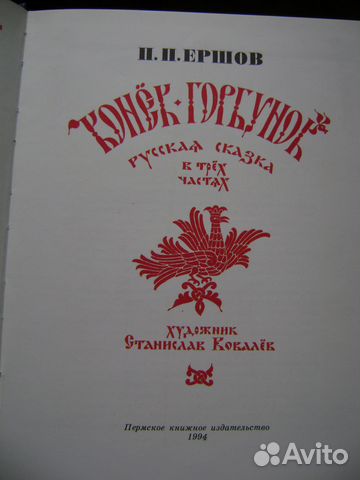 П. П. ЕРШОВ
КОНЁК-ГОРБУНОК
РУССКАЯ СКАЗКА
В ТРЁХ
ЧАСТЯХ
ХУДОЖНИК
СТАНИСЛАВ КОВАЛЁВ
Пермское книжное издательство
1994
Avito